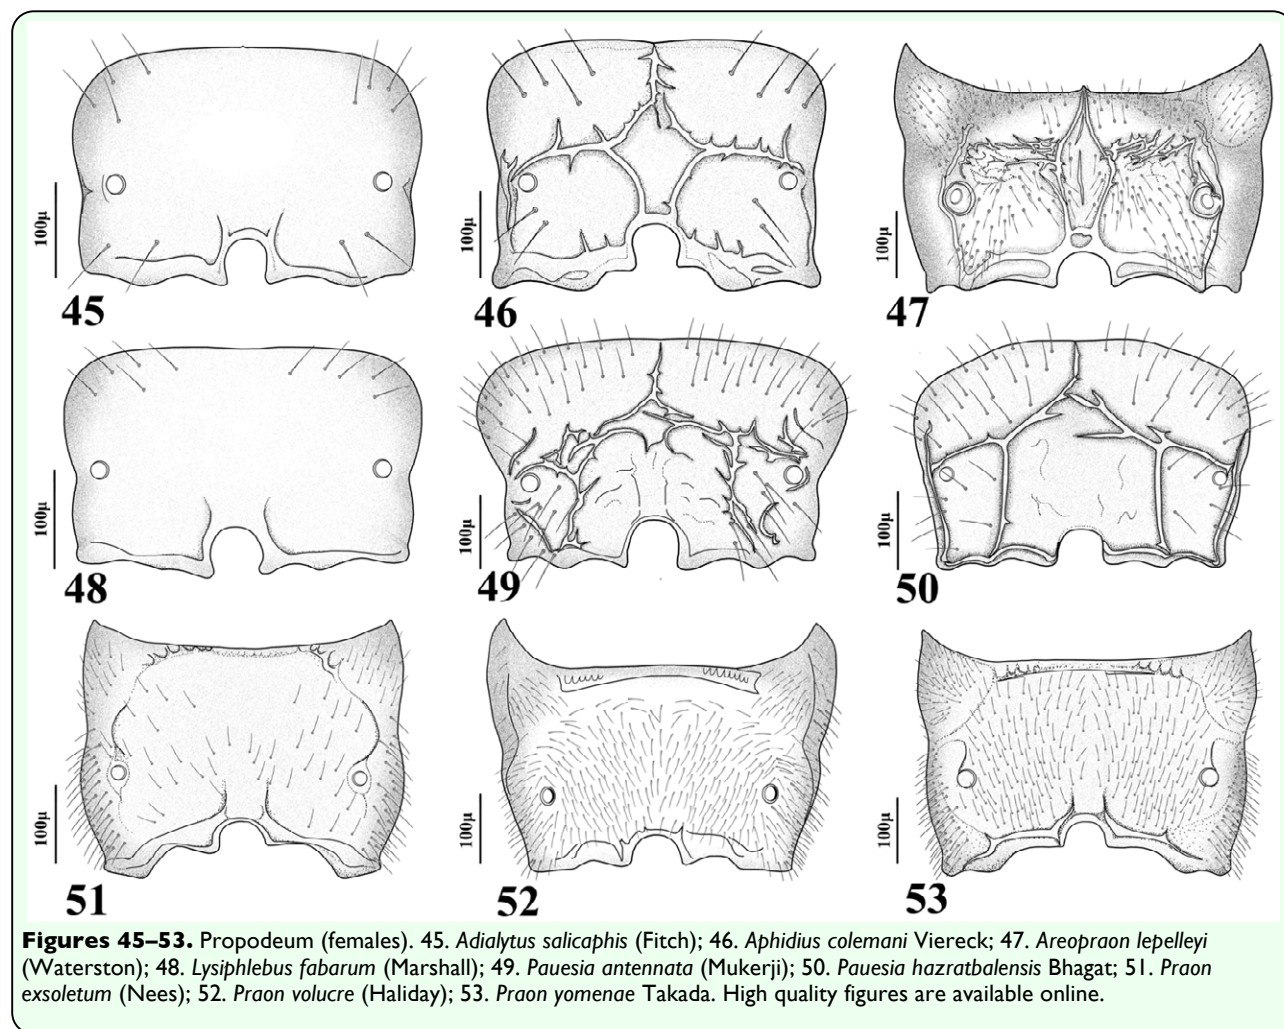 100µ
45
100µ
46
100µ
47
100µ
48
100µ
49
100µ
50
100µ
51
100µ
52
100µ
53
Figures 45–53. Propodeum (females). 45. Adialytus salicaphis (Fitch); 46. Aphidius colemani Viereck; 47. Areopraon lepelleyi
(Waterston); 48. Lysiphlebus fabarum (Marshall); 49. Pauesia antennata (Mukerji); 50. Pauesia hazratbalensis Bhagat; 51. Praon
exsoletum (Nees); 52. Praon volucre (Haliday); 53. Praon yomenae Takada. High quality figures are available online.